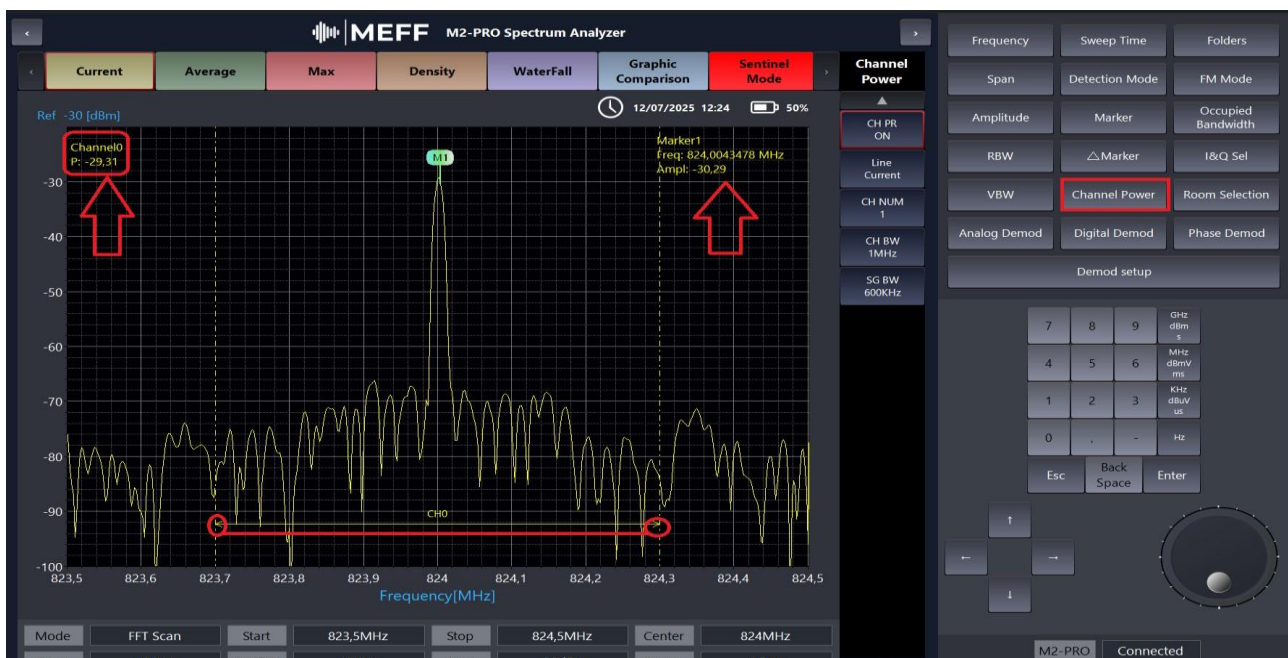 MEFF M2-PRO Spectrum Analyzer
Current
Average
Max
Density
WaterFall
Graphic
Comparison
Sentinel
Mode
Channel
Power
Ref -30 [dBm]
12/07/2025 12:24
50%
Channel0
P: -29,31
M1
Marker1
Freq: 824,0043478 MHz
Ampl: -30,29
-30
-40
-50
-60
-70
-80
-90
-100
CH0
823,5 823,6 823,7 823,8 823,9 824 824,1 824,2 824,3 824,4 824,5
Frequency[MHz]
CH PR
ON
Line
Current
CH NUM
1
CH BW
1MHz
SG BW
600KHz
Mode FFT Scan Start 823,5MHz Stop 824,5MHz Center 824MHz
Frequency Sweep Time Folders
Span Detection Mode FM Mode
Amplitude Marker Occupied
Bandwidth
RBW △Marker I&Q Sel
VBW Channel Power Room Selection
Analog Demod Digital Demod Phase Demod
Demod setup
7 8 9 GHz
dBm
s
4 5 6 MHz
dBmV
ms
1 2 3 KHz
dBuV
us
0 . - Hz
Esc Back
Space Enter
M2-PRO Connected